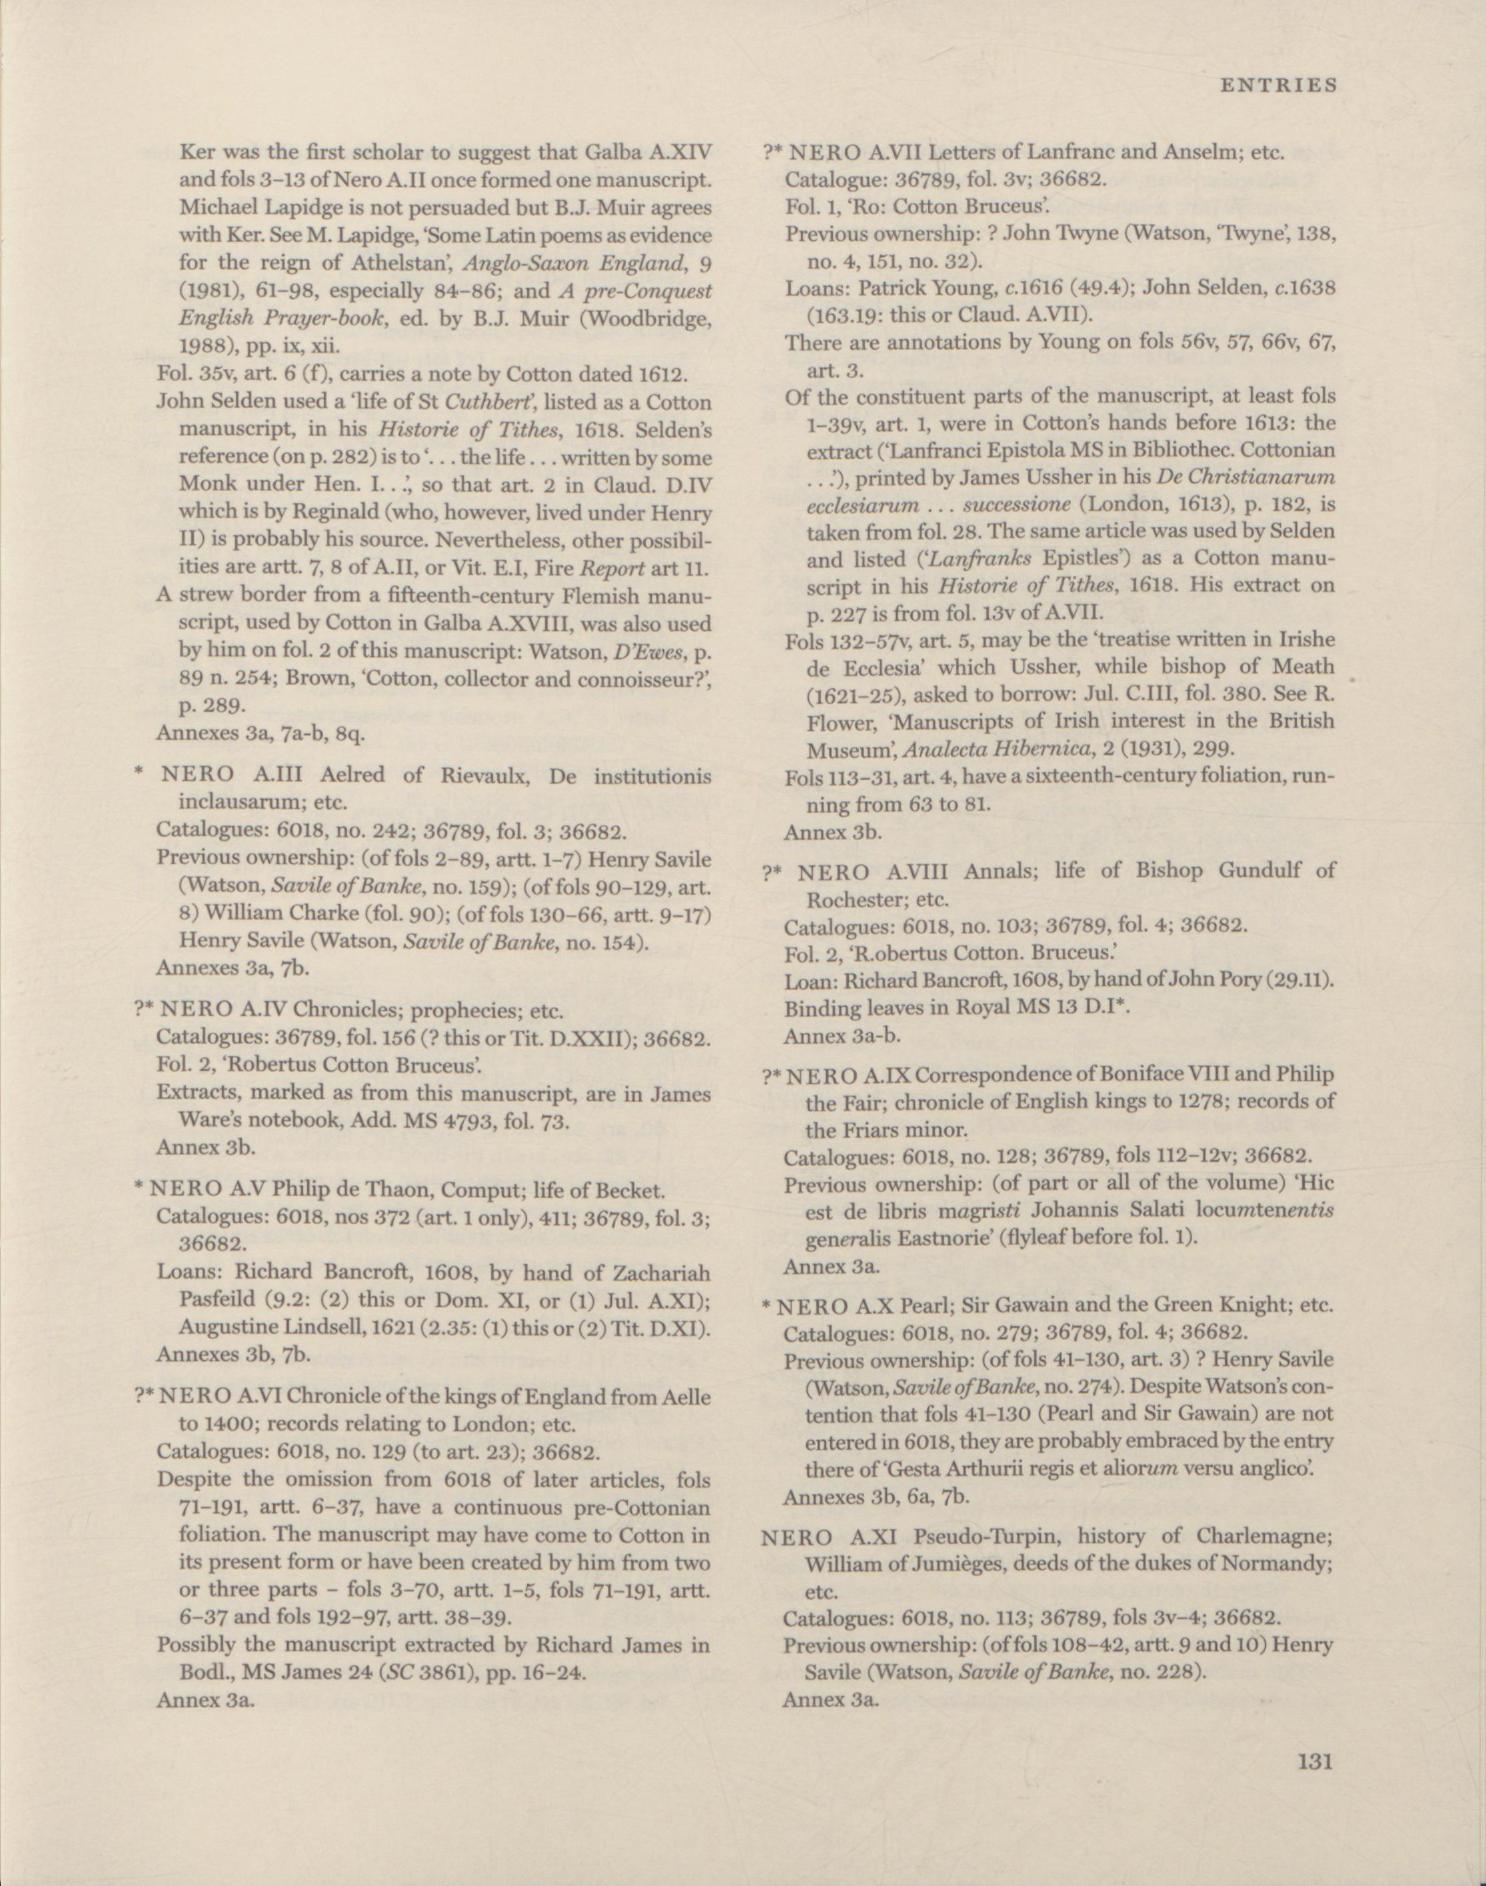 ENTRIES
Ker was the first scholar to suggest that Galba A.XIV
and fols 3–13 of Nero A.II once formed one manuscript.
Michael Lapidge is not persuaded but B.J. Muir agrees
with Ker. See M. Lapidge, ‘Some Latin poems as evidence
for the reign of Athelstan’, Anglo-Saxon England, 9
(1981), 61–98, especially 84–86; and A pre-Conquest
English Prayer-book, ed. by B.J. Muir (Woodbridge,
1988), pp. ix, xii.
Fol. 35v, art. 6 (f), carries a note by Cotton dated 1612.
John Selden used a ‘life of St Cuthbert’, listed as a Cotton
manuscript, in his Historie of Tithes, 1618. Selden’s
reference (on p. 282) is to ‘. . . the life . . . written by some
Monk under Hen. I. . .’, so that art. 2 in Claud. D.IV
which is by Reginald (who, however, lived under Henry
II) is probably his source. Nevertheless, other possibil-
ities are artt. 7, 8 of A.II, or Vit. E.I, Fire Report art 11.
A strew border from a fifteenth-century Flemish manu-
script, used by Cotton in Galba A.XVIII, was also used
by him on fol. 2 of this manuscript: Watson, D’Ewes, p.
89 n. 254; Brown, ‘Cotton, collector and connoisseur?’,
p. 289.
Annexes 3a, 7a-b, 8q.
* NERO A.III Aelred of Rievaulx, De institutionis
inclausarum; etc.
Catalogues: 6018, no. 242; 36789, fol. 3; 36682.
Previous ownership: (of fols 2–89, artt. 1–7) Henry Savile
(Watson, Savile of Banke, no. 159); (of fols 90–129, art.
8) William Charke (fol. 90); (of fols 130–66, artt. 9–17)
Henry Savile (Watson, Savile of Banke, no. 154).
Annexes 3a, 7b.
?* NERO A.IV Chronicles; prophecies; etc.
Catalogues: 36789, fol. 156 (? this or Tit. D.XXII); 36682.
Fol. 2, ‘Robertus Cotton Bruceus’.
Extracts, marked as from this manuscript, are in James
Ware’s notebook, Add. MS 4793, fol. 73.
Annex 3b.
* NERO A.V Philip de Thaon, Comput; life of Becket.
Catalogues: 6018, nos 372 (art. 1 only), 411; 36789, fol. 3;
36682.
Loans: Richard Bancroft, 1608, by hand of Zachariah
Pasfeild (9.2: (2) this or Dom. XI, or (1) Jul. A.XI);
Augustine Lindsell, 1621 (2.35: (1) this or (2) Tit. D.XI).
Annexes 3b, 7b.
?* NERO A.VI Chronicle of the kings of England from Aelle
to 1400; records relating to London; etc.
Catalogues: 6018, no. 129 (to art. 23); 36682.
Despite the omission from 6018 of later articles, fols
71–191, artt. 6–37, have a continuous pre-Cottonian
foliation. The manuscript may have come to Cotton in
its present form or have been created by him from two
or three parts – fols 3–70, artt. 1–5, fols 71–191, artt.
6–37 and fols 192–97, artt. 38–39.
Possibly the manuscript extracted by Richard James in
Bodl., MS James 24 (SC 3861), pp. 16–24.
Annex 3a.
?* NERO A.VII Letters of Lanfranc and Anselm; etc.
Catalogue: 36789, fol. 3v; 36682.
Fol. 1, ‘Ro: Cotton Bruceus’.
Previous ownership: ? John Twyne (Watson, ‘Twyne’, 138,
no. 4, 151, no. 32).
Loans: Patrick Young, c.1616 (49.4); John Selden, c.1638
(163.19: this or Claud. A.VII).
There are annotations by Young on fols 56v, 57, 66v, 67,
art. 3.
Of the constituent parts of the manuscript, at least fols
1–39v, art. 1, were in Cotton’s hands before 1613: the
extract (‘Lanfranci Epistola MS in Bibliothec. Cottonian
. . .’), printed by James Ussher in his De Christianarum
ecclesiarum . . . successione (London, 1613), p. 182, is
taken from fol. 28. The same article was used by Selden
and listed (‘Lanfranks Epistles’) as a Cotton manu-
script in his Historie of Tithes, 1618. His extract on
p. 227 is from fol. 13v of A.VII.
Fols 132–57v, art. 5, may be the ‘treatise written in Irishe
de Ecclesia’ which Ussher, while bishop of Meath
(1621–25), asked to borrow: Jul. C.III, fol. 380. See R.
Flower, ‘Manuscripts of Irish interest in the British
Museum’, Analecta Hibernica, 2 (1931), 299.
Fols 113–31, art. 4, have a sixteenth-century foliation, run-
ning from 63 to 81.
Annex 3b.
?* NERO A.VIII Annals; life of Bishop Gundulf of
Rochester; etc.
Catalogues: 6018, no. 103; 36789, fol. 4; 36682.
Fol. 2, ‘R.obertus Cotton. Bruceus.’
Loan: Richard Bancroft, 1608, by hand of John Pory (29.11).
Binding leaves in Royal MS 13 D.I*.
Annex 3a-b.
?* NERO A.IX Correspondence of Boniface VIII and Philip
the Fair; chronicle of English kings to 1278; records of
the Friars minor.
Catalogues: 6018, no. 128; 36789, fols 112–12v; 36682.
Previous ownership: (of part or all of the volume) ‘Hic
est de libris magristi Johannis Salati locumtenentis
generalis Eastnorie’ (flyleaf before fol. 1).
Annex 3a.
* NERO A.X Pearl; Sir Gawain and the Green Knight; etc.
Catalogues: 6018, no. 279; 36789, fol. 4; 36682.
Previous ownership: (of fols 41–130, art. 3) ? Henry Savile
(Watson, Savile of Banke, no. 274). Despite Watson’s con-
tention that fols 41–130 (Pearl and Sir Gawain) are not
entered in 6018, they are probably embraced by the entry
there of ‘Gesta Arthurii regis et aliorum versu anglico’.
Annexes 3b, 6a, 7b.
NERO A.XI Pseudo-Turpin, history of Charlemagne;
William of Jumièges, deeds of the dukes of Normandy;
etc.
Catalogues: 6018, no. 113; 36789, fols 3v–4; 36682.
Previous ownership: (of fols 108–42, artt. 9 and 10) Henry
Savile (Watson, Savile of Banke, no. 228).
Annex 3a.
131